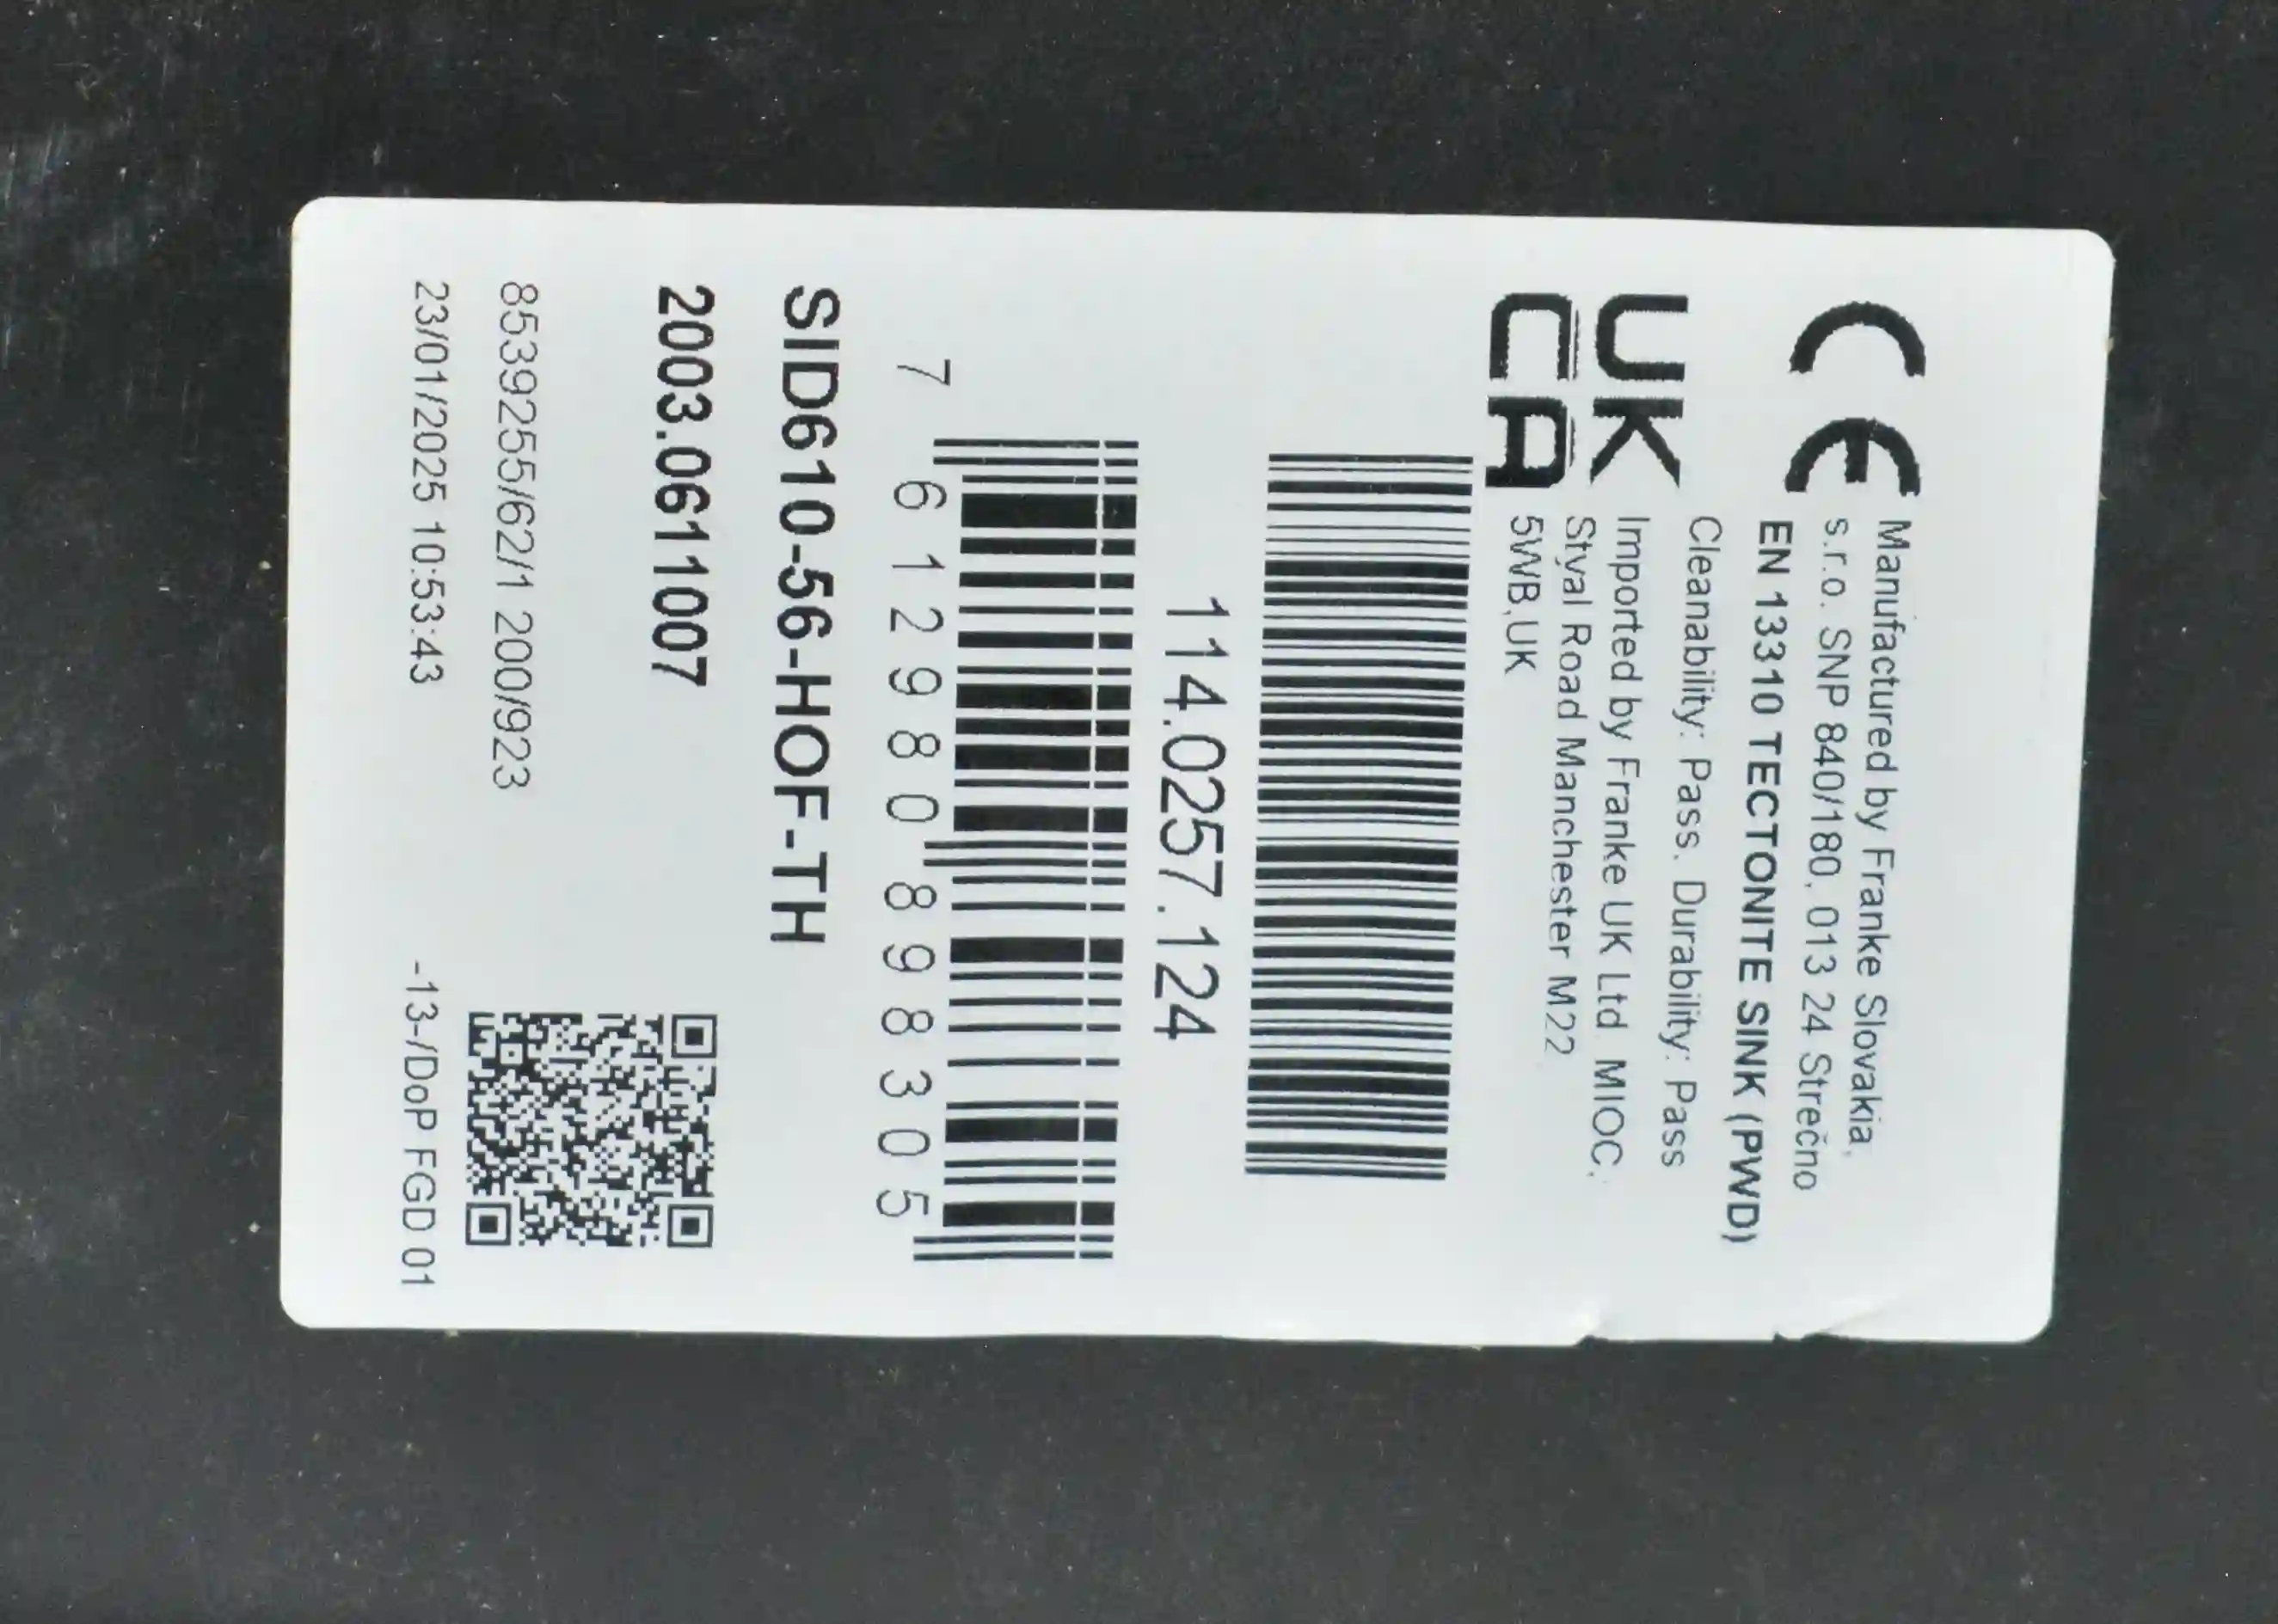 CE
Manufactured by Franke Slovakia,
s.r.o. SNP 840/180, 013 24 Strečno
EN 13310 TECTONITE SINK (PWD)
Cleanability: Pass. Durability: Pass
UK
CA
Imported by Franke UK Ltd. MIOC,
Styal Road Manchester M22
5WB,UK
114.0257.124
7 612980 898305
SID610-56-HOF-TH
2003.0611007
8539255/62/1 200/923
23/01/2025 10:53:43
-13-/DoP FGD 01